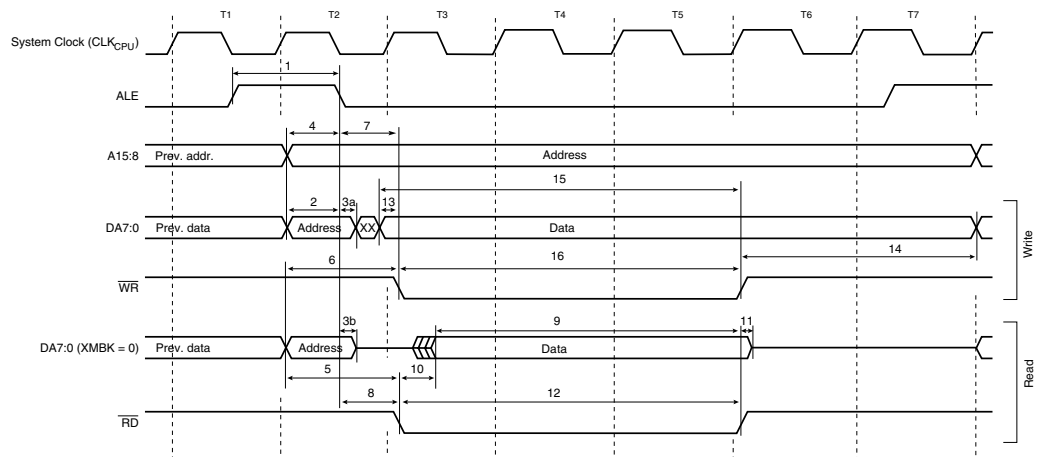 T1 T2 T3 T4 T5 T6 T7
System Clock (CLKCPU)
1
ALE
4 7
A15:8 Prev. addr. Address
15
2 3a 13
DA7:0 Prev. data Address XX Data
6 16 14
WR
Write
3b 9 11
DA7:0 (XMBK = 0) Prev. data Address Data
5 10
8 12
RD
Read